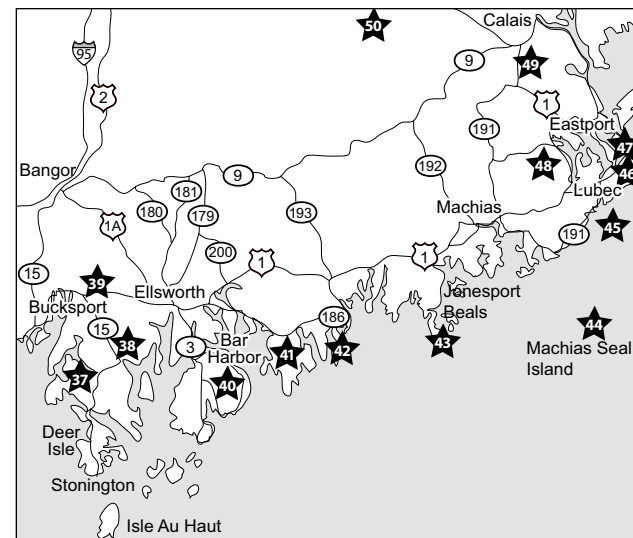 50
Calais
95
9
49
2
1
191
Eastport
47
Bangor
181
9
192
48
46
180
179
193
Machias
Lubec
1A
191
45
200
1
1
15
39
Ellsworth
Bucksport
186
Jonesport
Beals
44
15
38
3
Bar
Harbor
41
42
43
Machias Seal
Island
37
40
Deer
Isle
Stonington
Isle Au Haut